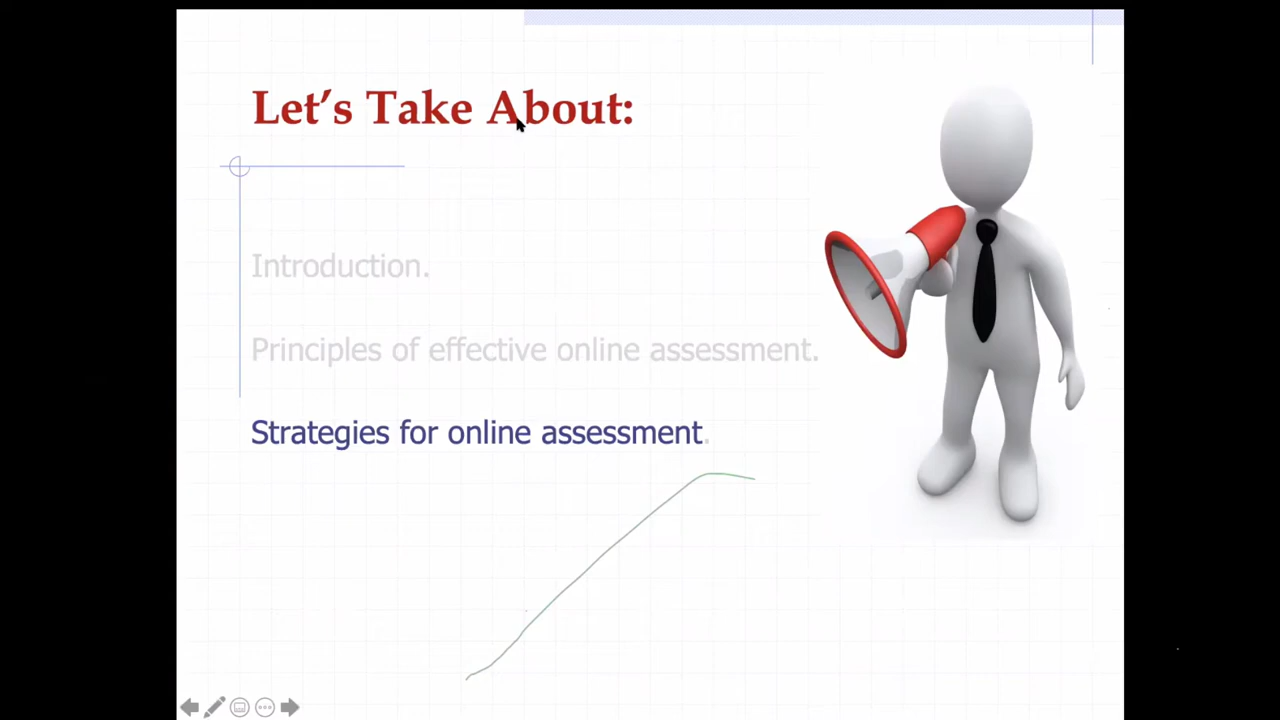 Let’s Take About:
Introduction.
Principles of effective online assessment.
Strategies for online assessment.